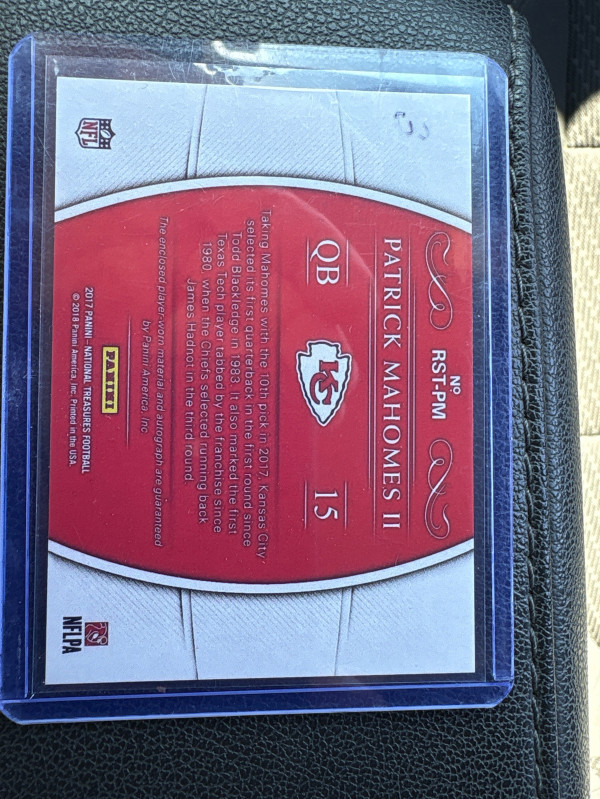 Nº
RST-PM
PATRICK MAHOMES II
QB
KC
15
Taking Mahomes with the 10th pick in 2017, Kansas City
selected its first quarterback in the first round since
Todd Blackledge in 1983. It also marked the first
Texas Tech player tabbed by the franchise since
1980, when the Chiefs selected running back
James Hadnot in the third round.
The enclosed player-worn material and autograph are guaranteed
by Panini America, Inc.
PANINI
2017 PANINI – NATIONAL TREASURES FOOTBALL
© 2018 Panini America, Inc. Printed in the USA.
NFL
NFLPA